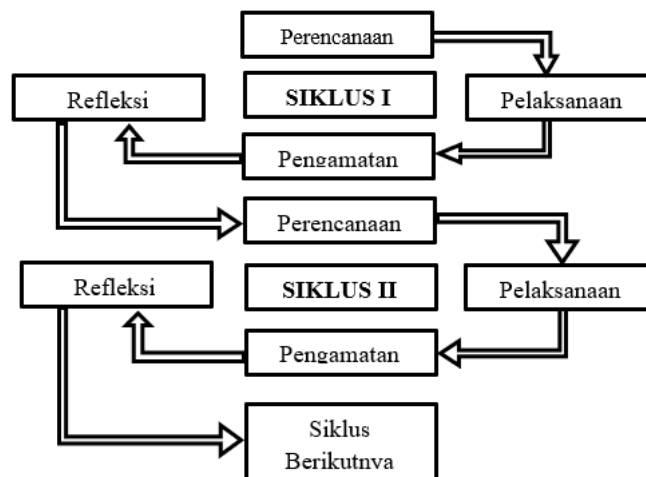 Perencanaan
Refleksi
SIKLUS I
Pelaksanaan
Pengamatan
Perencanaan
Refleksi
SIKLUS II
Pelaksanaan
Pengamatan
Siklus
Berikutnya